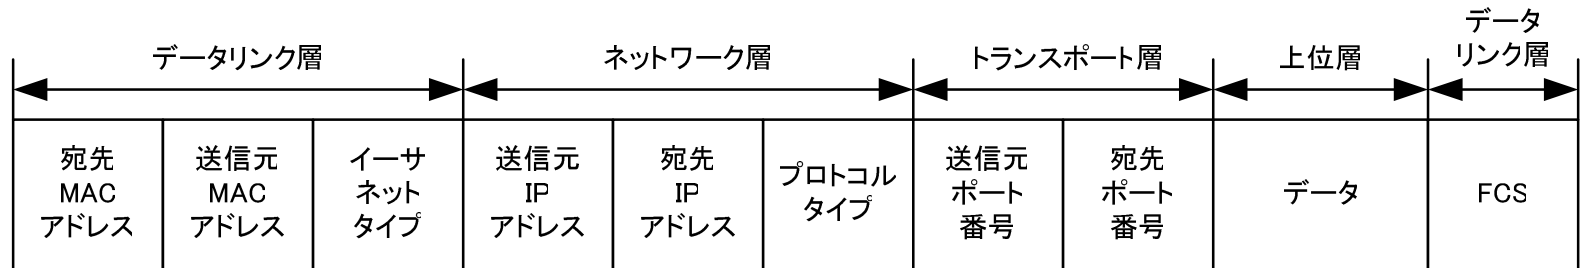 データリンク層
ネットワーク層
トランスポート層
上位層
データ
リンク層
宛先
MAC
アドレス
送信元
MAC
アドレス
イーサ
ネット
タイプ
送信元
IP
アドレス
宛先
IP
アドレス
プロトコル
タイプ
送信元
ポート
番号
宛先
ポート
番号
データ
FCS